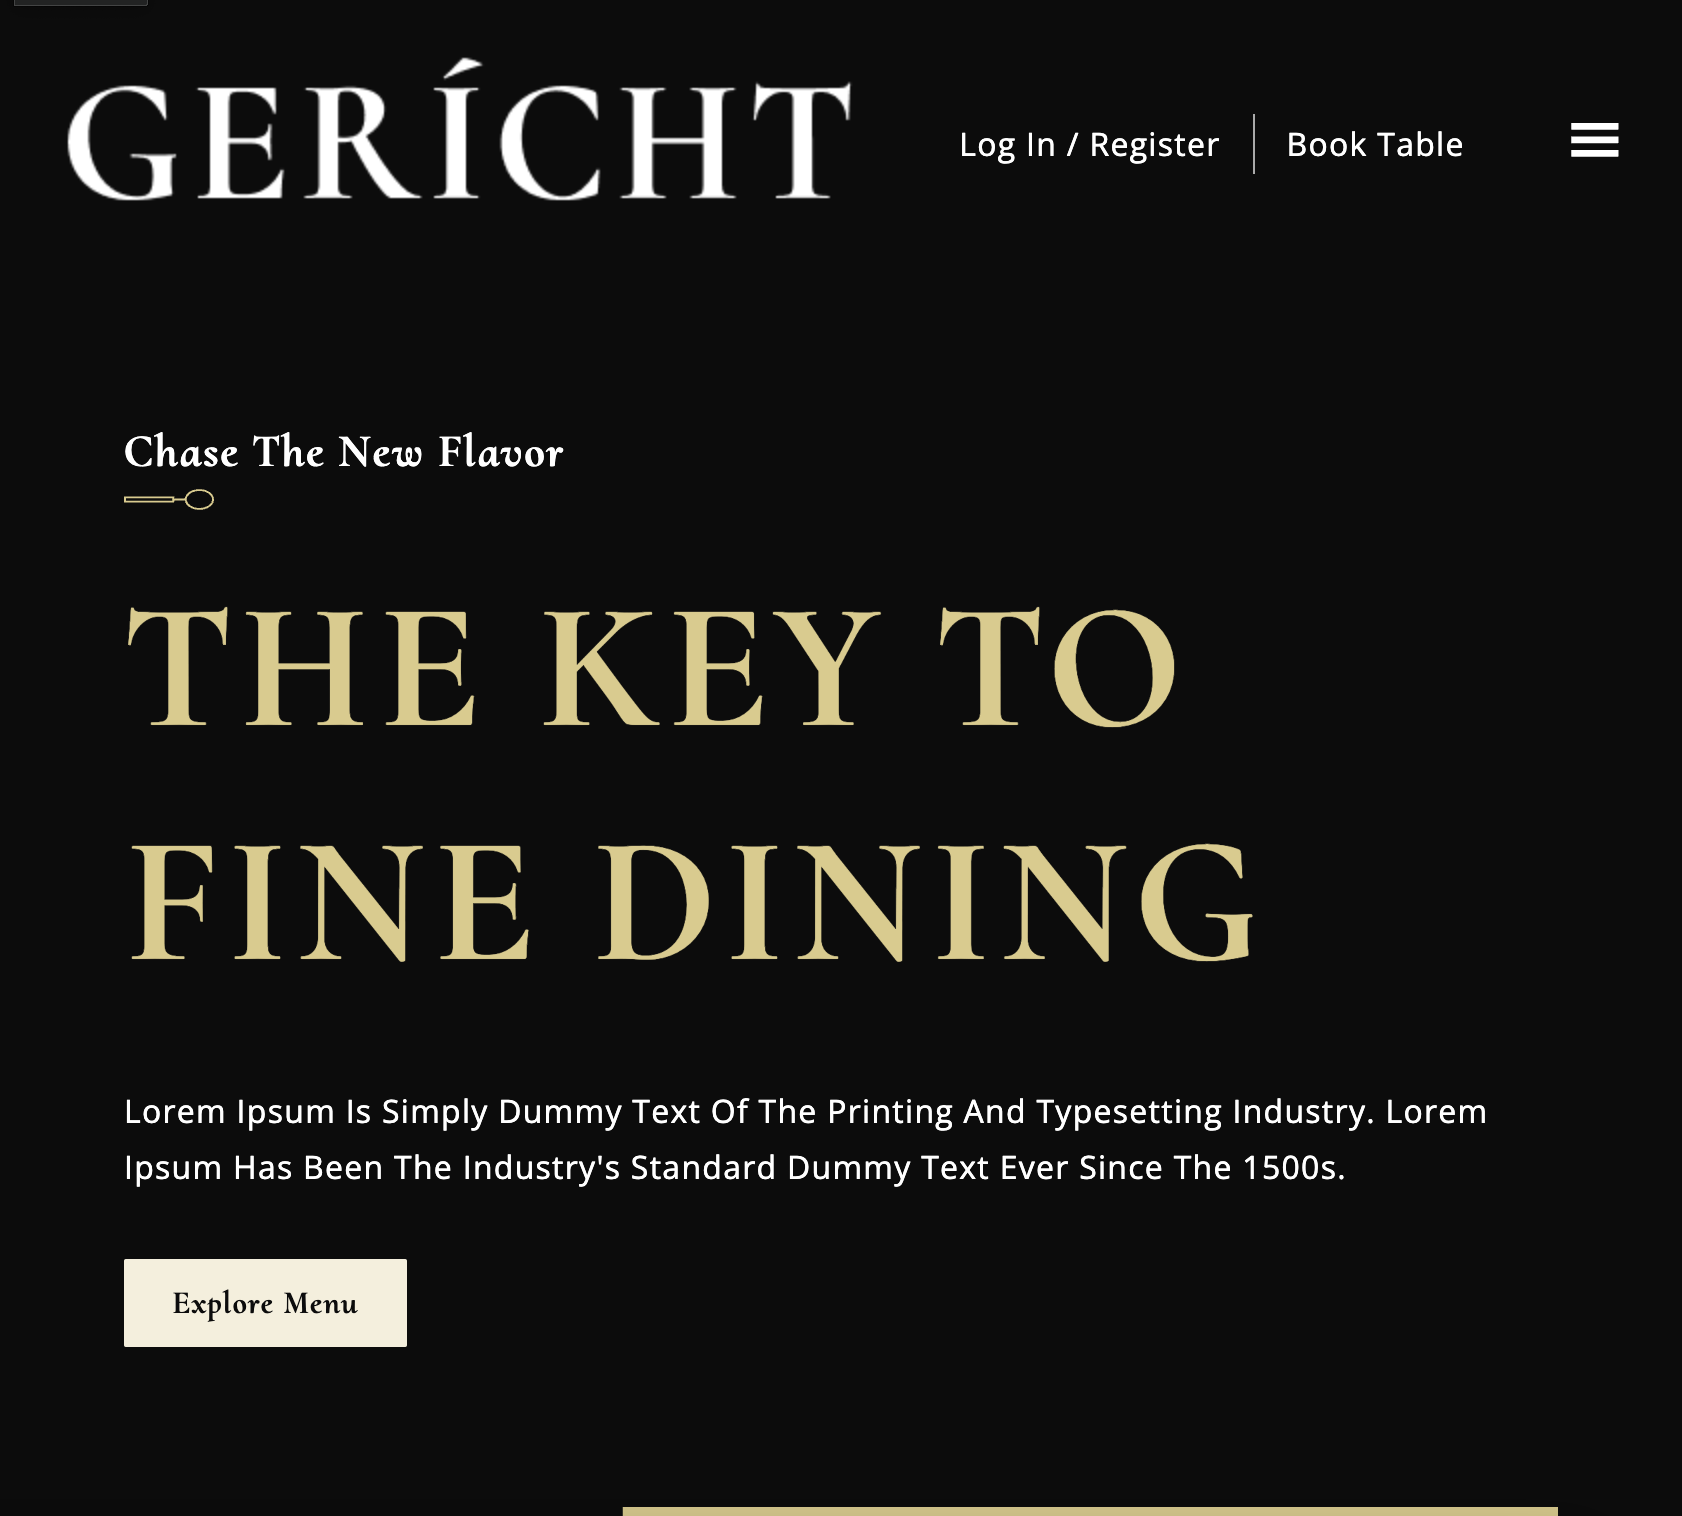 GERÍCHT
Log In / Register
Book Table
Chase The New Flavor
THE KEY TO
FINE DINING
Lorem Ipsum Is Simply Dummy Text Of The Printing And Typesetting Industry. Lorem
Ipsum Has Been The Industry's Standard Dummy Text Ever Since The 1500s.
Explore Menu